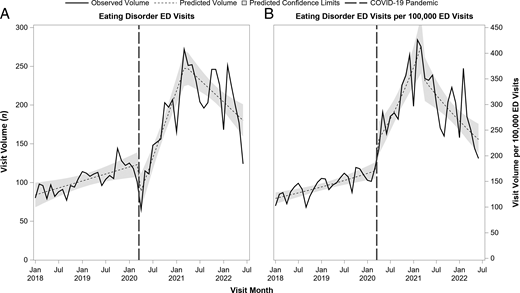 Observed Volume Predicted Volume Predicted Confidence Limits COVID-19 Pandemic
A Eating Disorder ED Visits
B Eating Disorder ED Visits per 100,000 ED Visits
Visit Volume (n)
300
250
200
150
100
50
0
Jan Jul Jan Jul Jan Jul Jan Jul Jan Jul
2018 2019 2020 2021 2022
Jan Jul Jan Jul Jan Jul Jan Jul Jan Jul
2018 2019 2020 2021 2022
450
400
350
300
250
200
150
100
50
0
Visit Volume per 100,000 ED Visits
Visit Month